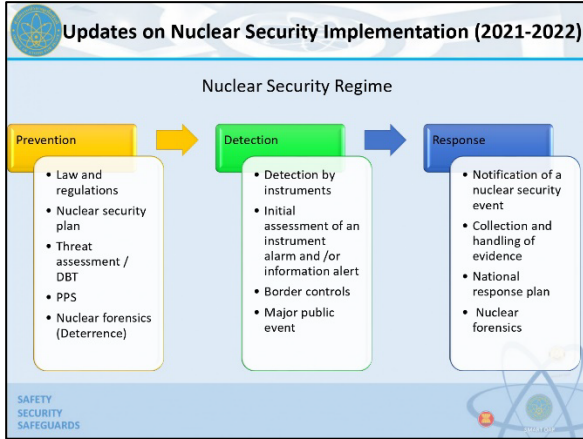 Updates on Nuclear Security Implementation (2021-2022)
Nuclear Security Regime
Prevention
• Law and
regulations
• Nuclear security
plan
• Threat
assessment /
DBT
• PPS
• Nuclear forensics
(Deterrence)
Detection
• Detection by
instruments
• Initial
assessment of an
instrument
alarm and /or
information alert
• Border controls
• Major public
event
Response
• Notification of a
nuclear security
event
• Collection and
handling of
evidence
• National
response plan
• Nuclear
forensics
SAFETY
SECURITY
SAFEGUARDS